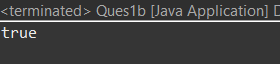 <terminated> Ques1b [Java Application]
true